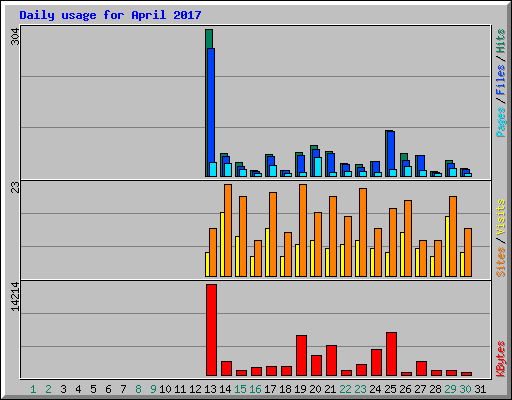 Daily usage for April 2017
304
Pages / Files / Hits
23
Sites / Visits
14214
KBytes
1 2 3 4 5 6 7 8 9 10 11 12 13 14 15 16 17 18 19 20 21 22 23 24 25 26 27 28 29 30 31